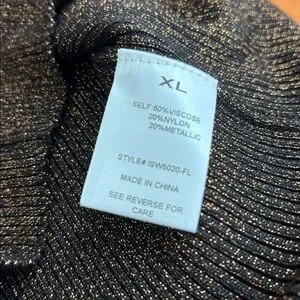 XL
SELF:60%VISCOSE
20%NYLON
20%METALLIC
STYLE# ISW6020-FL
MADE IN CHINA
SEE REVERSE FOR
CARE